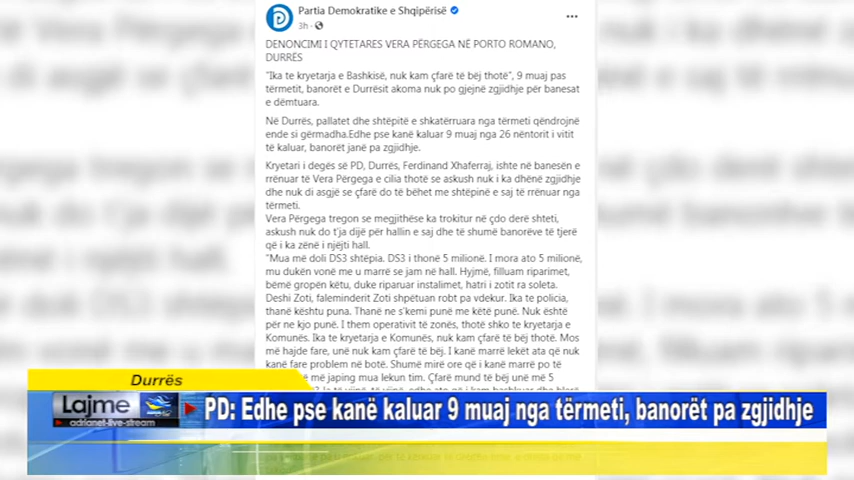 Partia Demokratike e Shqipërisë
3h
DENONCIMI I QYTETARES VERA PËRGEGA NË PORTO ROMANO,
DURRËS
"Ika te kryetarja e Bashkisë, nuk kam çfarë të bëj thotë", 9 muaj pas
tërmetit, banorët e Durrësit akoma nuk po gjejnë zgjidhje për banesat
e dëmtuara.
Në Durrës, pallatet dhe shtëpitë e shkatërruara nga tërmeti qëndrojnë
ende si gërmadha.Edhe pse kanë kaluar 9 muaj nga 26 nëntorit i vitit
të kaluar, banorët janë pa zgjidhje.
Kryetari i degës së PD, Durrës, Ferdinand Xhaferraj, ishte në banesën e
rrënuar të Vera Përgega e cilia thotë se askush nuk i ka dhënë zgjidhje
dhe nuk di asgjë se çfarë do të bëhet me shtëpinë e saj të rrënuar nga
tërmeti.
Vera Përgega tregon se megjithëse ka trokitur në çdo derë shteti,
askush nuk do t'ja dijë për hallin e saj dhe të shumë banorëve të tjerë
që i ka zënë i njëjti hall.
"Mua më doli DS3 shtëpia. DS3 i thonë 5 milionë. I mora ato 5 milionë,
mu dukën vonë me u marrë se jam në hall. Hyjmë, filluam riparimet,
bëmë gropën këtu, duke riparuar instalimet, hatri i zotit ra soleta.
Deshi Zoti, faleminderit Zoti shpëtuan robt pa vdekur. Ika te policia,
thanë kështu puna. Thanë ne s'kemi punë me këtë punë. Nuk është
për ne kjo punë. I them operativit të zonës, thotë shko te kryetarja e
Komunës. Ika te kryetarja e Komunës, nuk kam çfarë të bëj thotë. Mos
më hajde fare, unë nuk kam çfarë të bëj. I kanë marrë lekët ata që nuk
kanë fare problem në botë. Shumë mirë ore që i kanë marrë po të
më japing mua lekun tim. Çfarë mund të bëj unë më 5
Durrës
Lajme
adrianet-live-stream
PD: Edhe pse kanë kaluar 9 muaj nga tërmeti, banorët pa zgjidhje